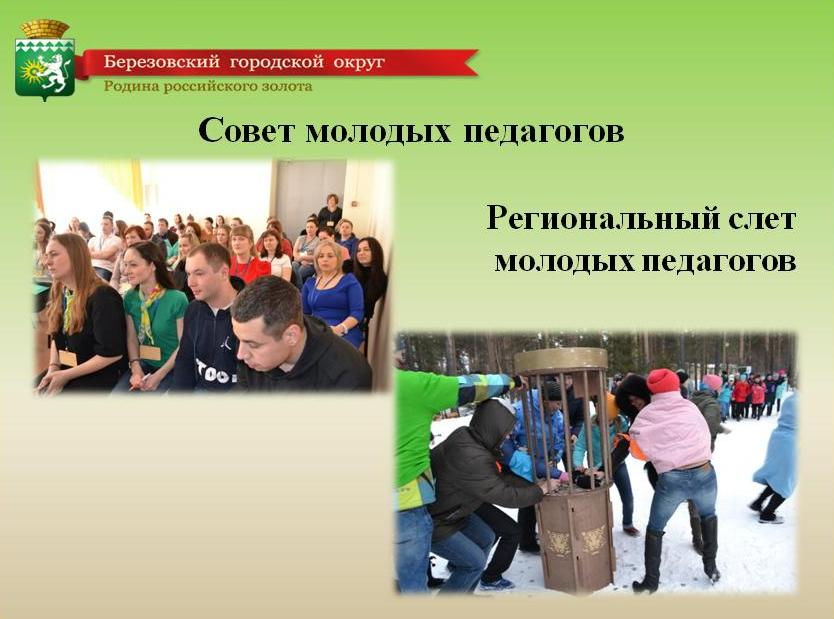 Березовский городской округ
Родина российского золота
Совет молодых педагогов
Региональный слет
молодых педагогов